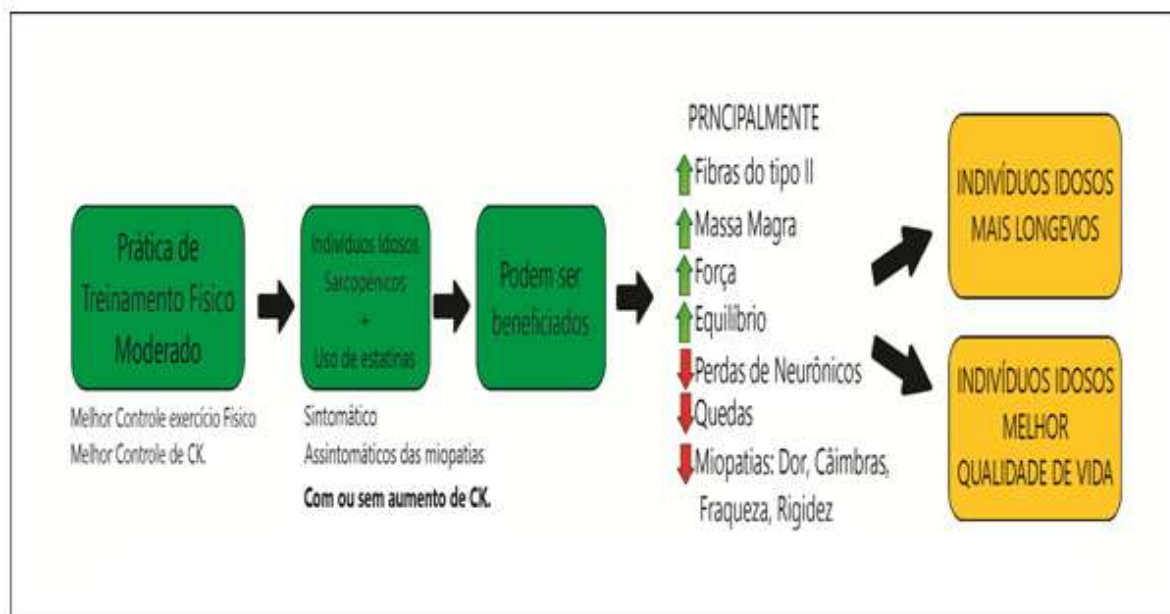 Prática de
Treinamento Físico
Moderado
Melhor Controle exercício Físico
Melhor Controle de CK.
Indivíduos Idosos
Sarcopênicos
+
Uso de estatinas
Sintomático
Assintomáticos das miopatias
Com ou sem aumento de CK.
Podem ser
beneficiados
PRNCIPALMENTE
Fibras do tipo II
Massa Magra
Força
Equilíbrio
Perdas de Neurônicos
Quedas
Miopatias: Dor, Câimbras,
Fraqueza, Rigidez
INDIVÍDUOS IDOSOS
MAIS LONGEVOS
INDIVÍDUOS IDOSOS
MELHOR
QUALIDADE DE VIDA